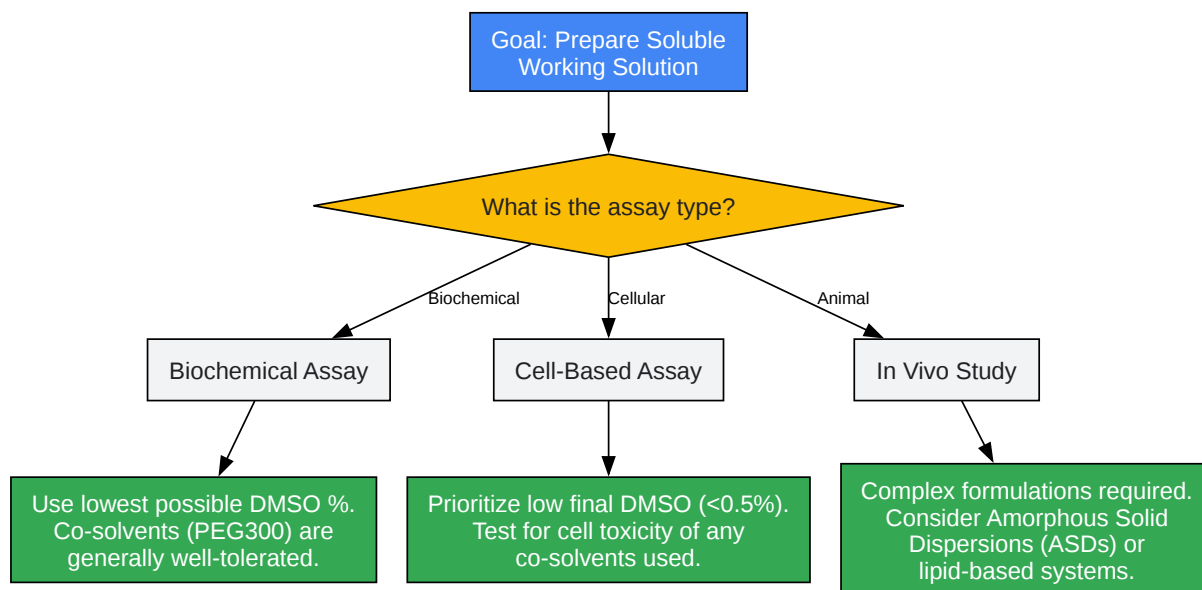 Goal: Prepare Soluble
Working Solution
What is the assay type?
Biochemical
Cellular
Animal
Biochemical Assay
Cell-Based Assay
In Vivo Study
Use lowest possible DMSO %.
Co-solvents (PEG300) are
generally well-tolerated.
Prioritize low final DMSO (<0.5%).
Test for cell toxicity of any
co-solvents used.
Complex formulations required.
Consider Amorphous Solid
Dispersions (ASDs) or
lipid-based systems.